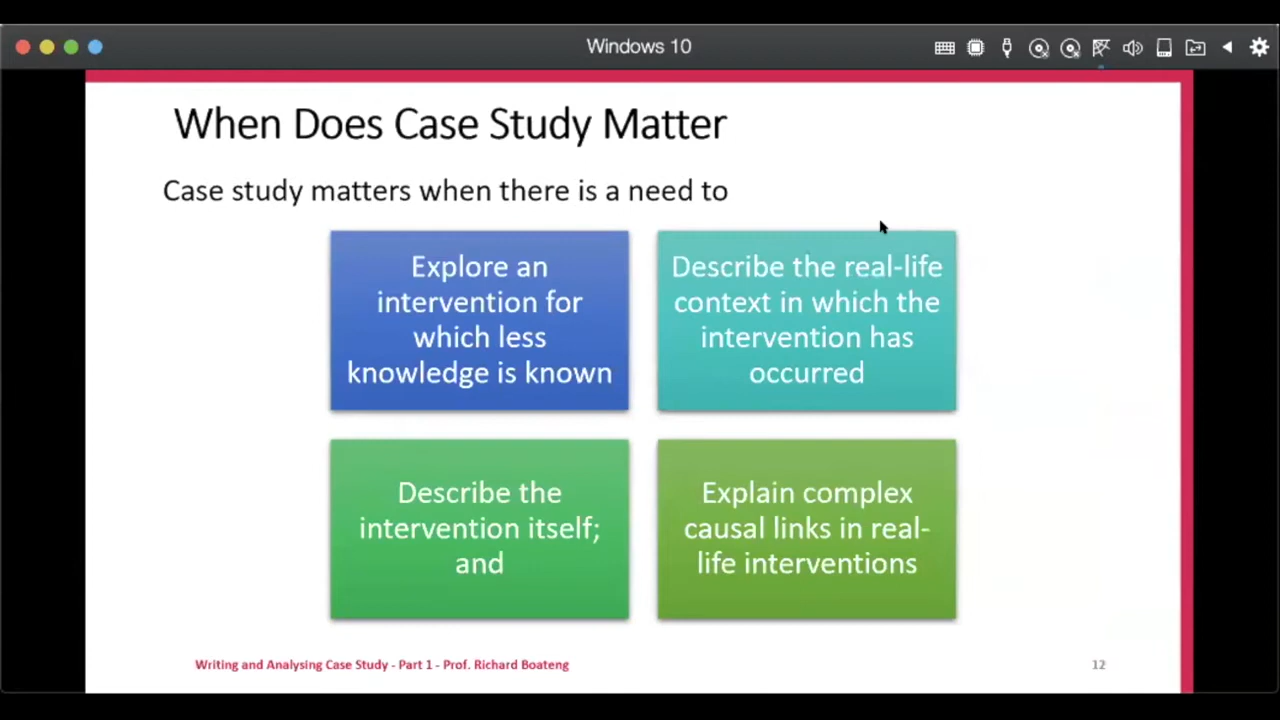 Windows 10
When Does Case Study Matter
Case study matters when there is a need to
Explore an
intervention for
which less
knowledge is known
Describe the real-life
context in which the
intervention has
occurred
Describe the
intervention itself;
and
Explain complex
causal links in real-
life interventions
Writing and Analysing Case Study - Part 1 - Prof. Richard Boateng
12